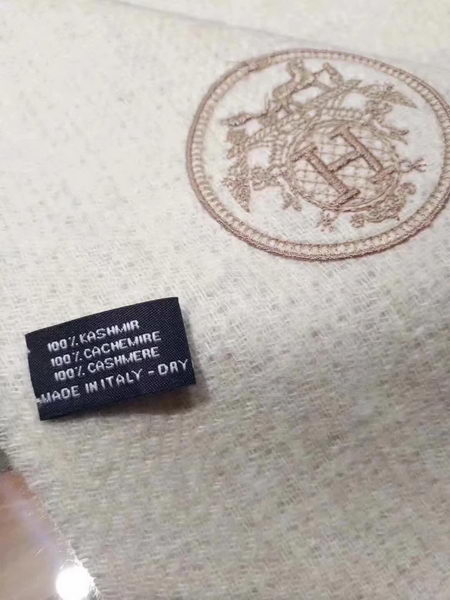 H
100% KASHMIR
100% CACHEMIRE
100% CASHMERE
MADE IN ITALY - DRY